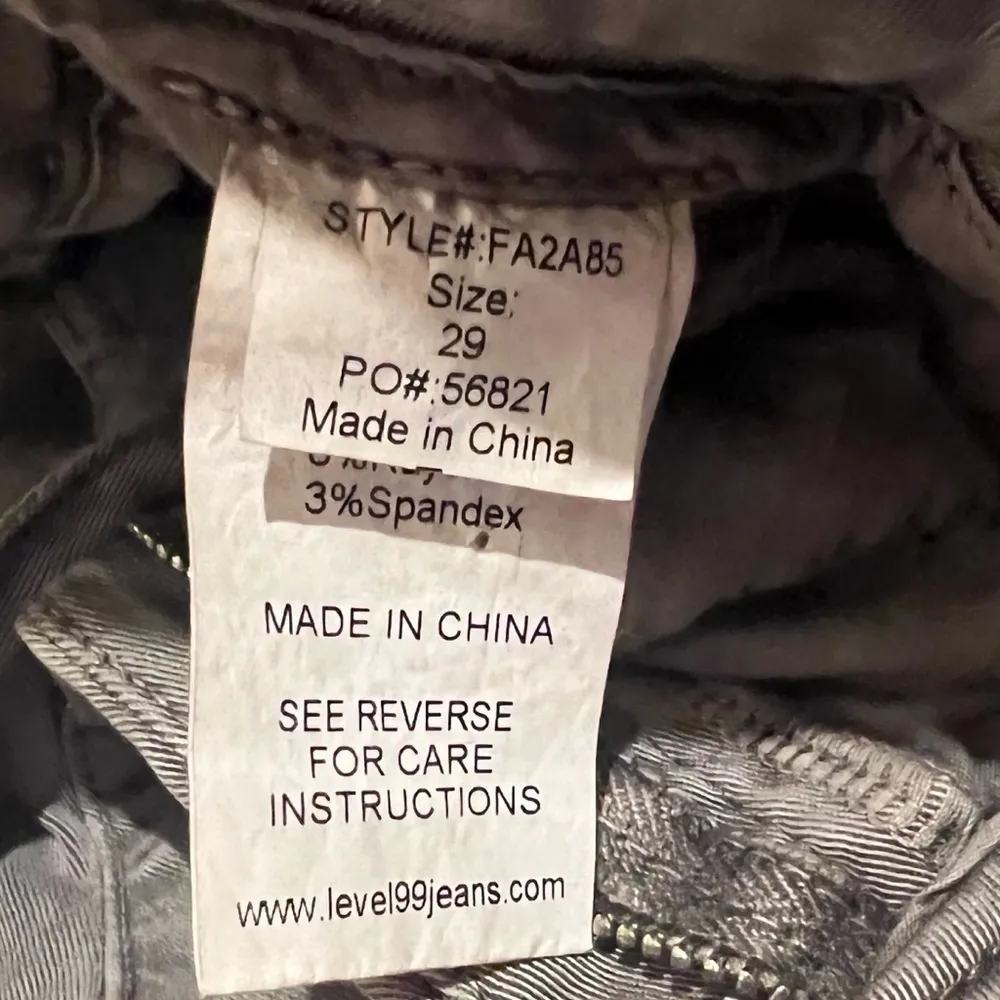 STYLE#:FA2A85
Size:
29
PO#:56821
Made in China
3%Spandex
MADE IN CHINA
SEE REVERSE
FOR CARE
INSTRUCTIONS
www.level99jeans.com